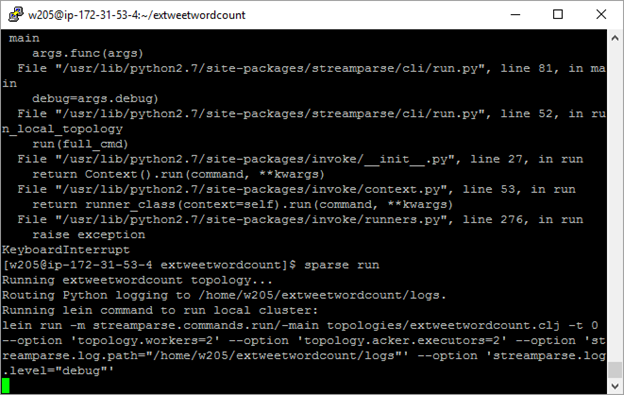 w205@ip-172-31-53-4:~/extweetwordcount
 main
    args.func(args)
  File "/usr/lib/python2.7/site-packages/streamparse/cli/run.py", line 81, in ma
in
    debug=args.debug)
  File "/usr/lib/python2.7/site-packages/streamparse/cli/run.py", line 52, in ru
n_local_topology
    run(full_cmd)
  File "/usr/lib/python2.7/site-packages/invoke/__init__.py", line 27, in run
    return Context().run(command, **kwargs)
  File "/usr/lib/python2.7/site-packages/invoke/context.py", line 53, in run
    return runner_class(context=self).run(command, **kwargs)
  File "/usr/lib/python2.7/site-packages/invoke/runners.py", line 276, in run
    raise exception
KeyboardInterrupt
[w205@ip-172-31-53-4 extweetwordcount]$ sparse run
Running extweetwordcount topology...
Routing Python logging to /home/w205/extweetwordcount/logs.
Running lein command to run local cluster:
lein run -m streamparse.commands.run/-main topologies/extweetwordcount.clj -t 0
--option 'topology.workers=2' --option 'topology.acker.executors=2' --option 'st
reamparse.log.path="/home/w205/extweetwordcount/logs"' --option 'streamparse.log
.level="debug"'